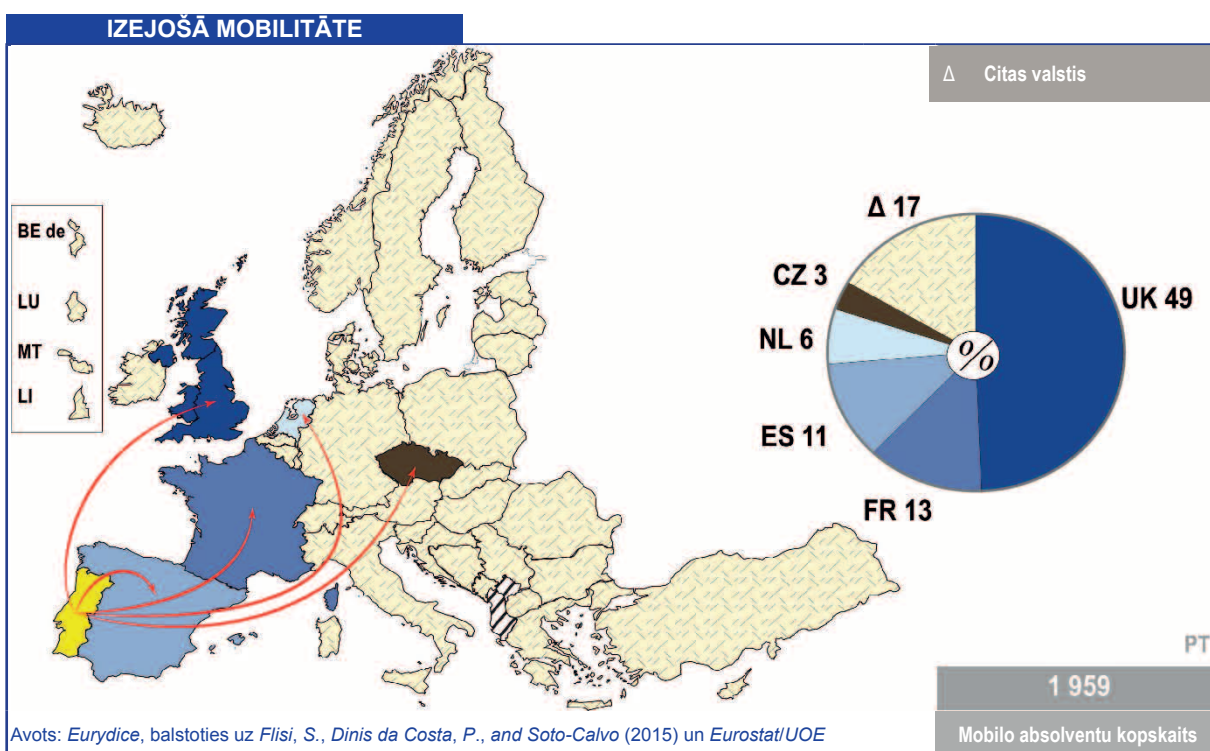 IZEJOŠĀ MOBILITĀTE
Δ Citas valstis
BE de
LU
MT
LI
Δ 17
CZ 3
NL 6
ES 11
FR 13
UK 49
%
PT
1 959
Mobilo absolventu kopskaits
Avots: Eurydice, balstoties uz Flisi, S., Dinis da Costa, P., and Soto-Calvo (2015) un Eurostat/UOE